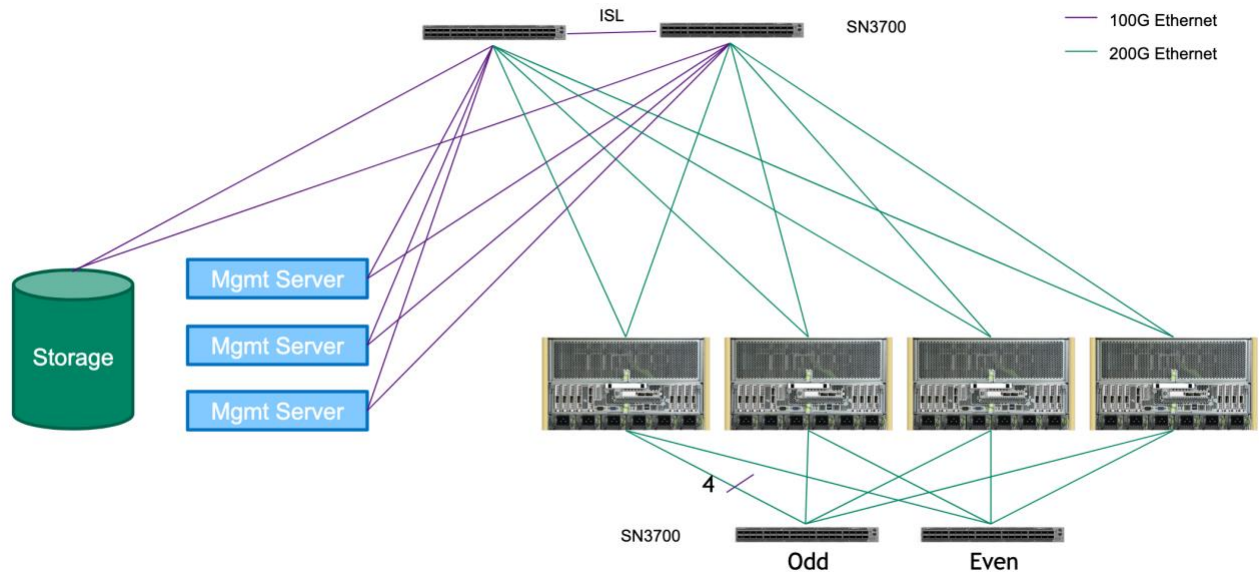 ISL
SN3700
100G Ethernet
200G Ethernet
Mgmt Server
Mgmt Server
Mgmt Server
Storage
4
SN3700
Odd
Even